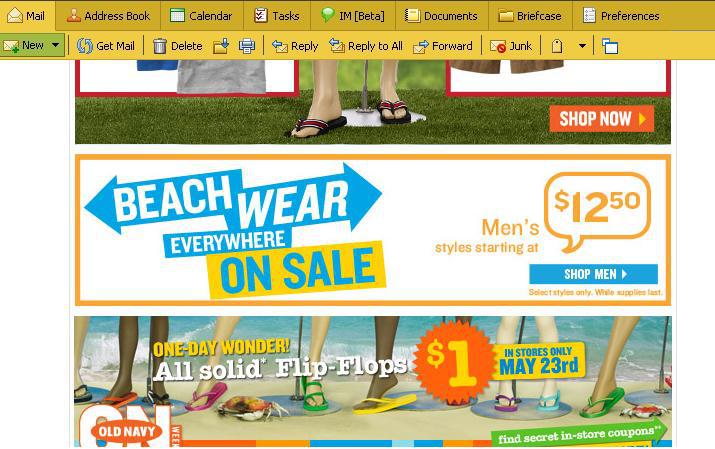 Mail Address Book Calendar Tasks IM [Beta] Documents Briefcase Preferences
New Get Mail Delete Reply Reply to All Forward Junk
SHOP NOW
BEACH WEAR
EVERYWHERE
ON SALE
Men's
styles starting at
$1250
SHOP MEN
Select styles only. While supplies last.
ONE-DAY WONDER!
All solid* Flip-Flops
$1
IN STORES ONLY
MAY 23rd
ON
OLD NAVY
WEEK
find secret in-store coupons**